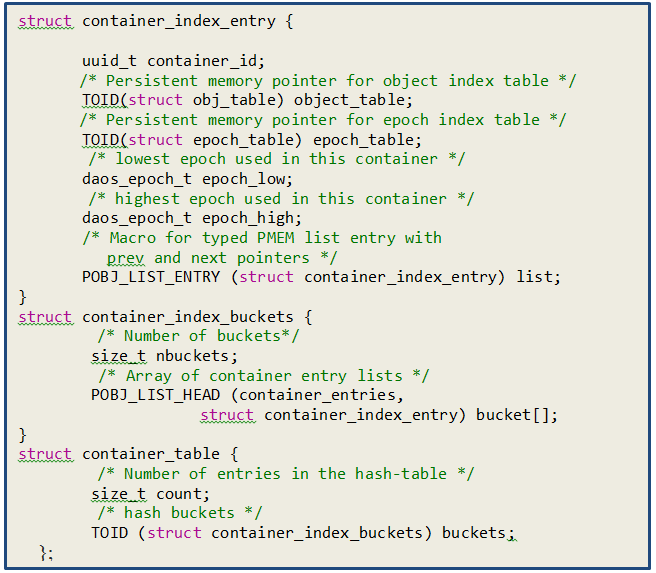 struct container_index_entry {
uuid_t container_id;
/* Persistent memory pointer for object index table */
TOID(struct obj_table) object_table;
/* Persistent memory pointer for epoch index table */
TOID(struct epoch_table) epoch_table;
/* lowest epoch used in this container */
daos_epoch_t epoch_low;
/* highest epoch used in this container */
daos_epoch_t epoch_high;
/* Macro for typed PMEM list entry with
prev and next pointers */
POBJ_LIST_ENTRY (struct container_index_entry) list;
}
struct container_index_buckets {
/* Number of buckets*/
size_t nbuckets;
/* Array of container entry lists */
POBJ_LIST_HEAD (container_entries,
struct container_index_entry) bucket[];
}
struct container_table {
/* Number of entries in the hash-table */
size_t count;
/* hash buckets */
TOID (struct container_index_buckets) buckets;
};